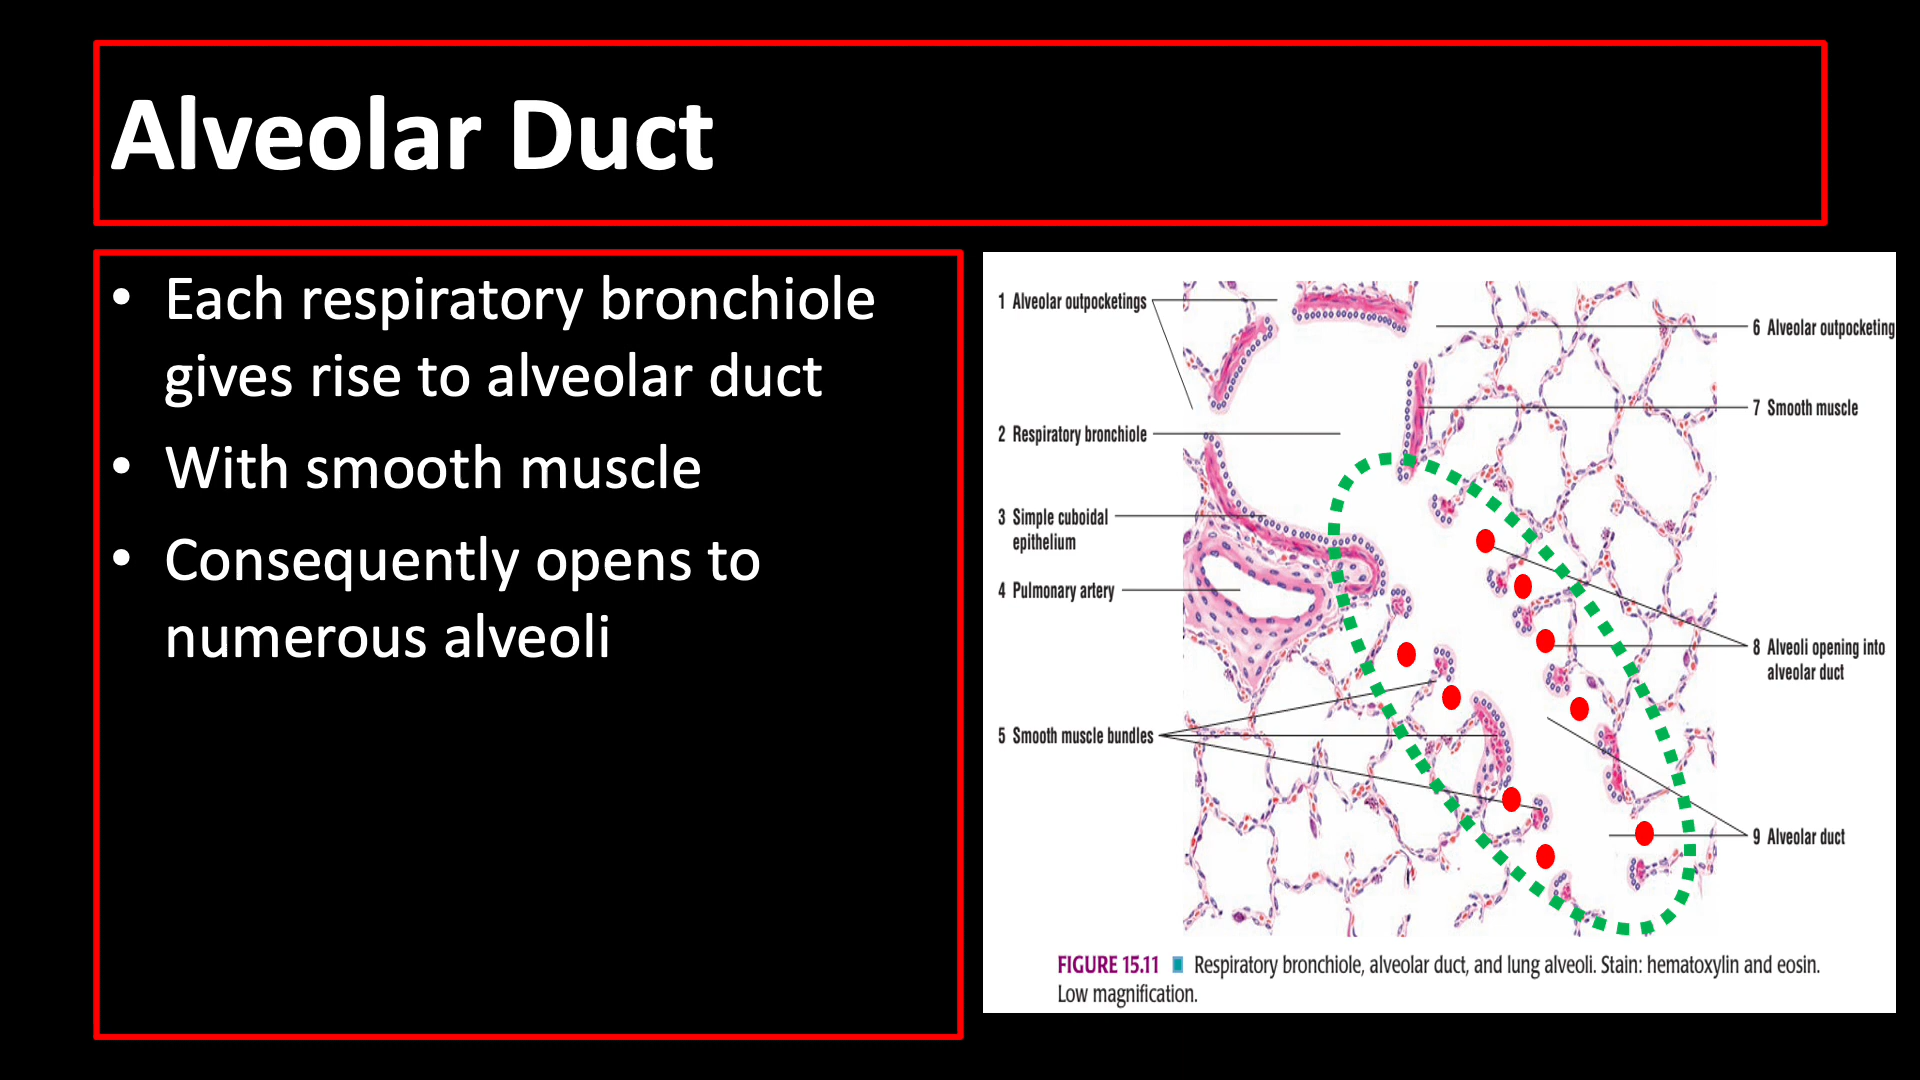 Alveolar Duct
• Each respiratory bronchiole
gives rise to alveolar duct
• With smooth muscle
• Consequently opens to
numerous alveoli
1 Alveolar outpocketings
2 Respiratory bronchiole
3 Simple cuboidal
epithelium
4 Pulmonary artery
5 Smooth muscle bundles
6 Alveolar outpocketing
7 Smooth muscle
8 Alveoli opening into
alveolar duct
9 Alveolar duct
FIGURE 15.11 ■ Respiratory bronchiole, alveolar duct, and lung alveoli. Stain: hematoxylin and eosin.
Low magnification.